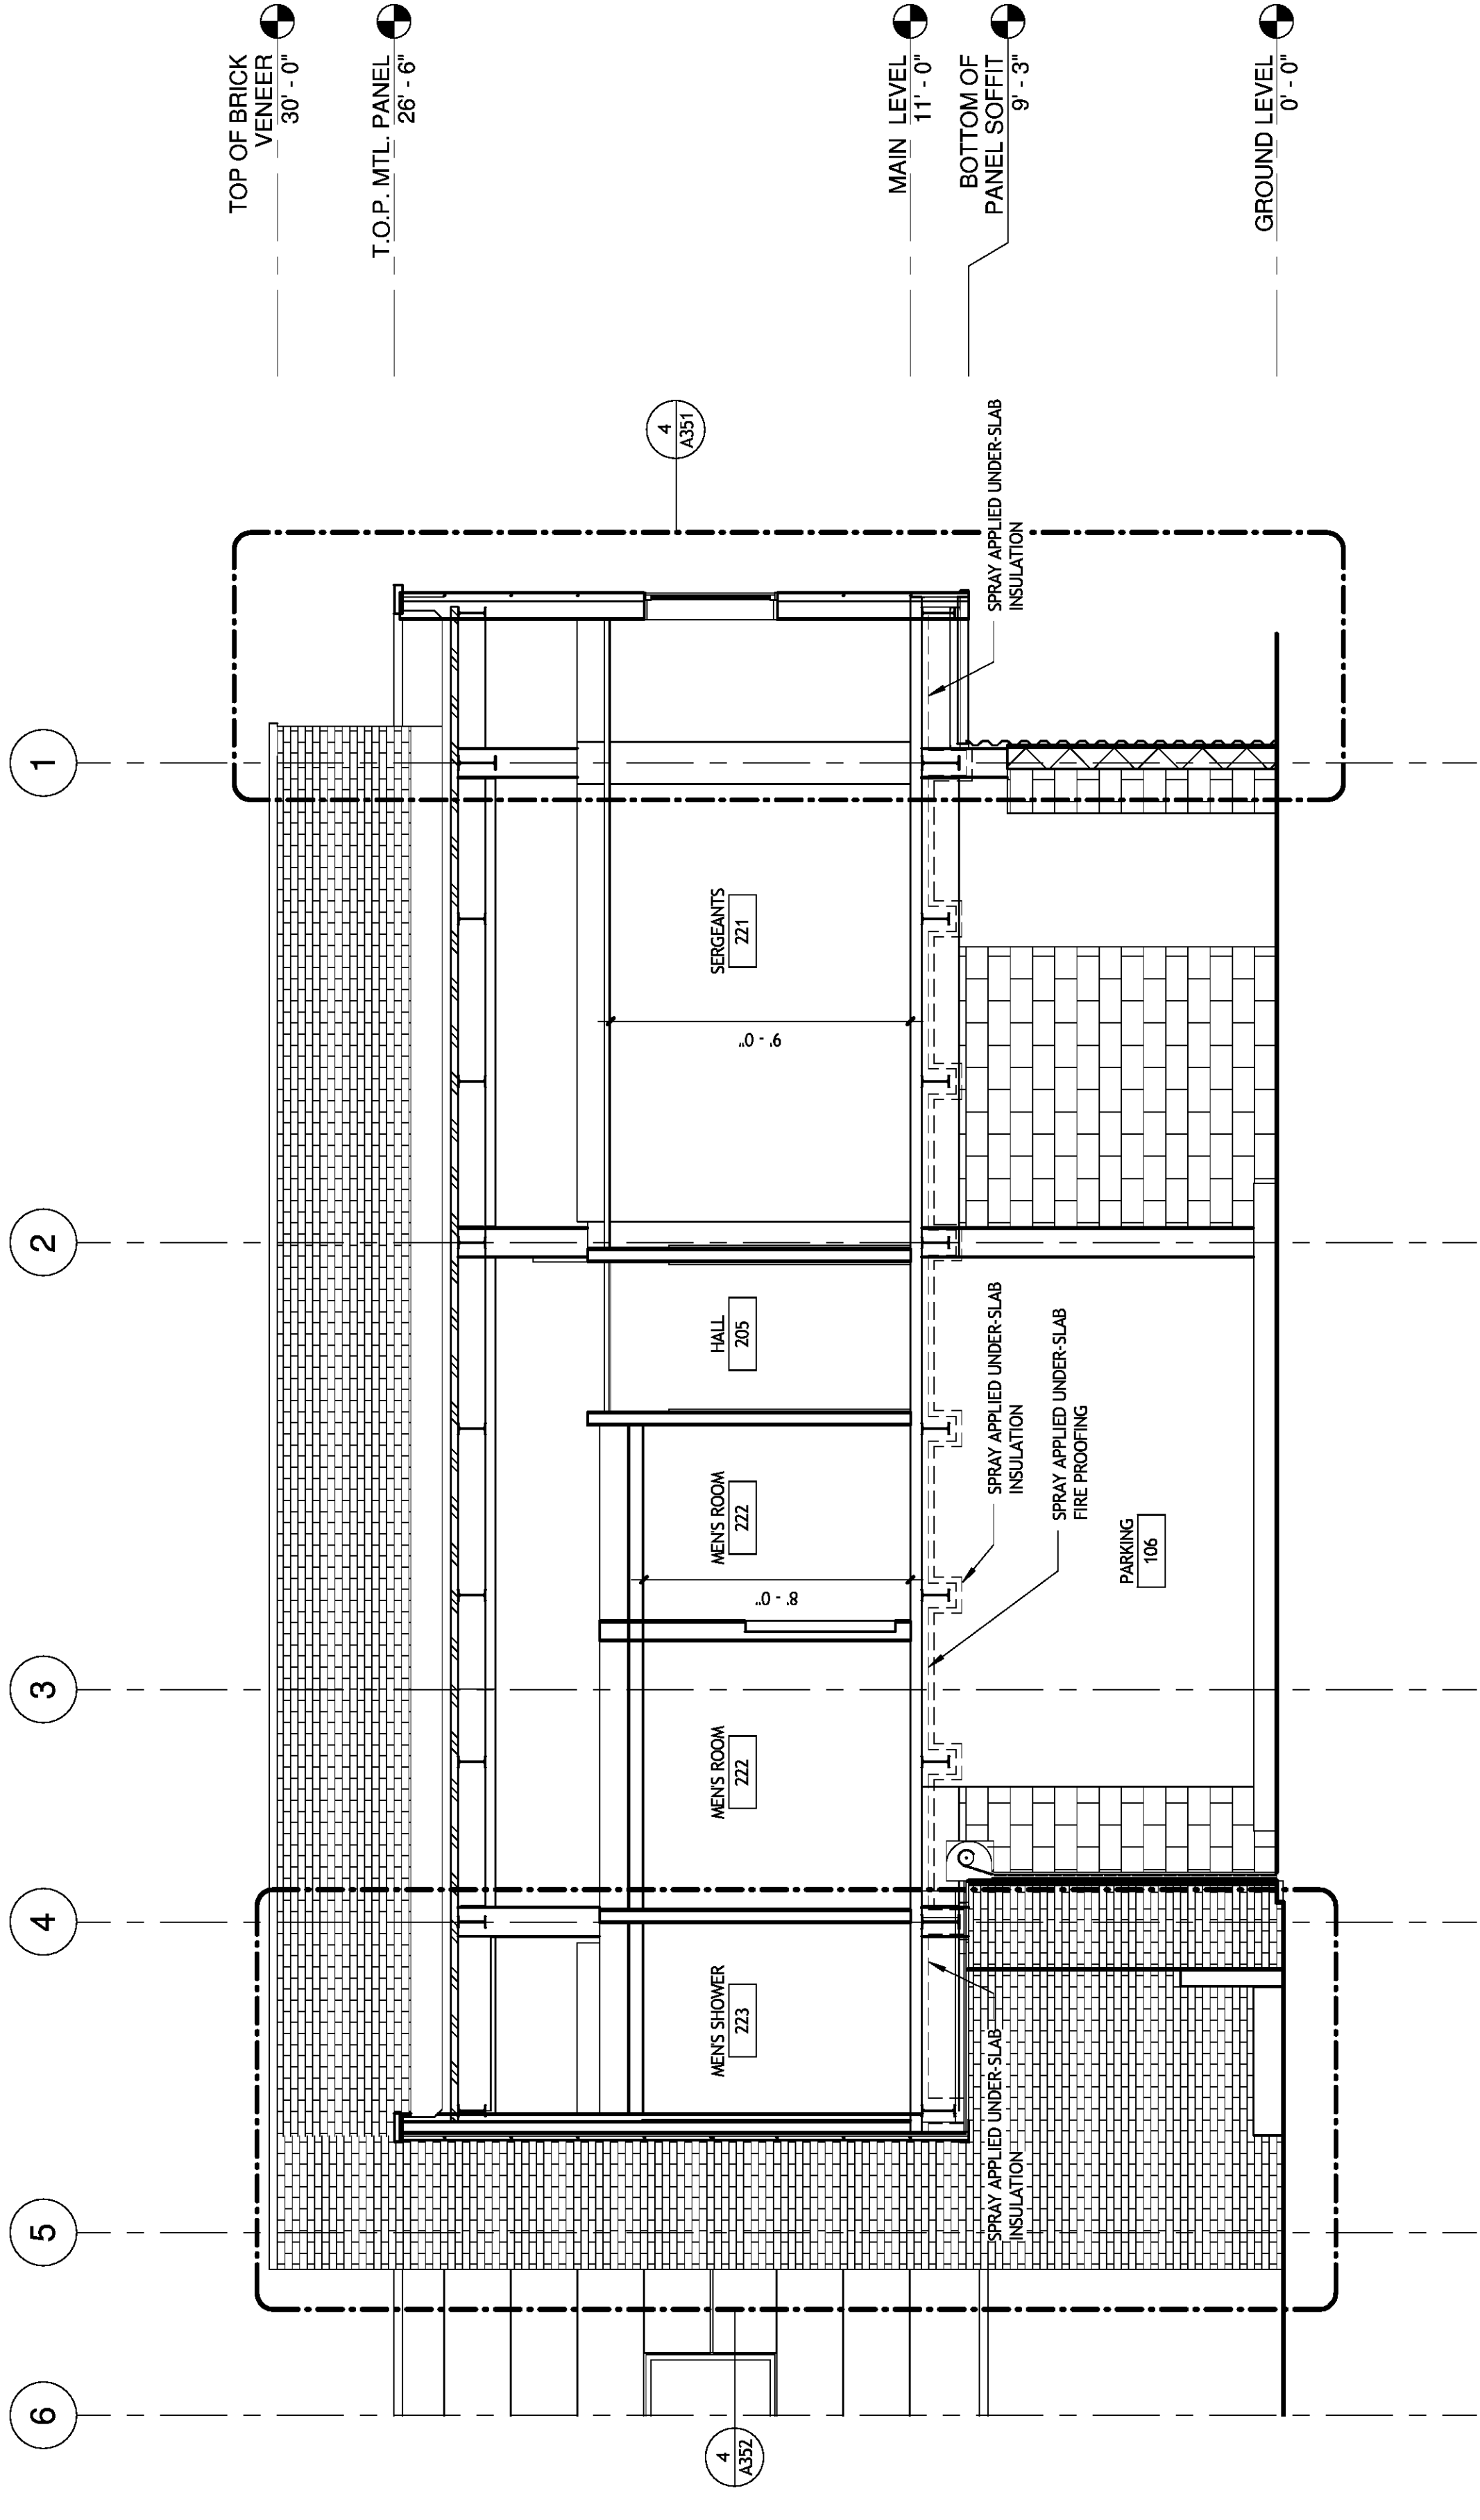 6
5
4
3
2
1
TOP OF BRICK
VENEER
30' - 0"
T.O.P. MTL. PANEL
26' - 6"
MAIN LEVEL
11' - 0"
BOTTOM OF
PANEL SOFFIT
9' - 3"
GROUND LEVEL
0' - 0"
4
A352
4
A351
MEN'S SHOWER
223
MEN'S ROOM
222
MEN'S ROOM
222
HALL
205
SERGEANTS
221
8' - 0"
9' - 0"
SPRAY APPLIED UNDER-SLAB
INSULATION
SPRAY APPLIED UNDER-SLAB
INSULATION
SPRAY APPLIED UNDER-SLAB
FIRE PROOFING
SPRAY APPLIED UNDER-SLAB
INSULATION
PARKING
106